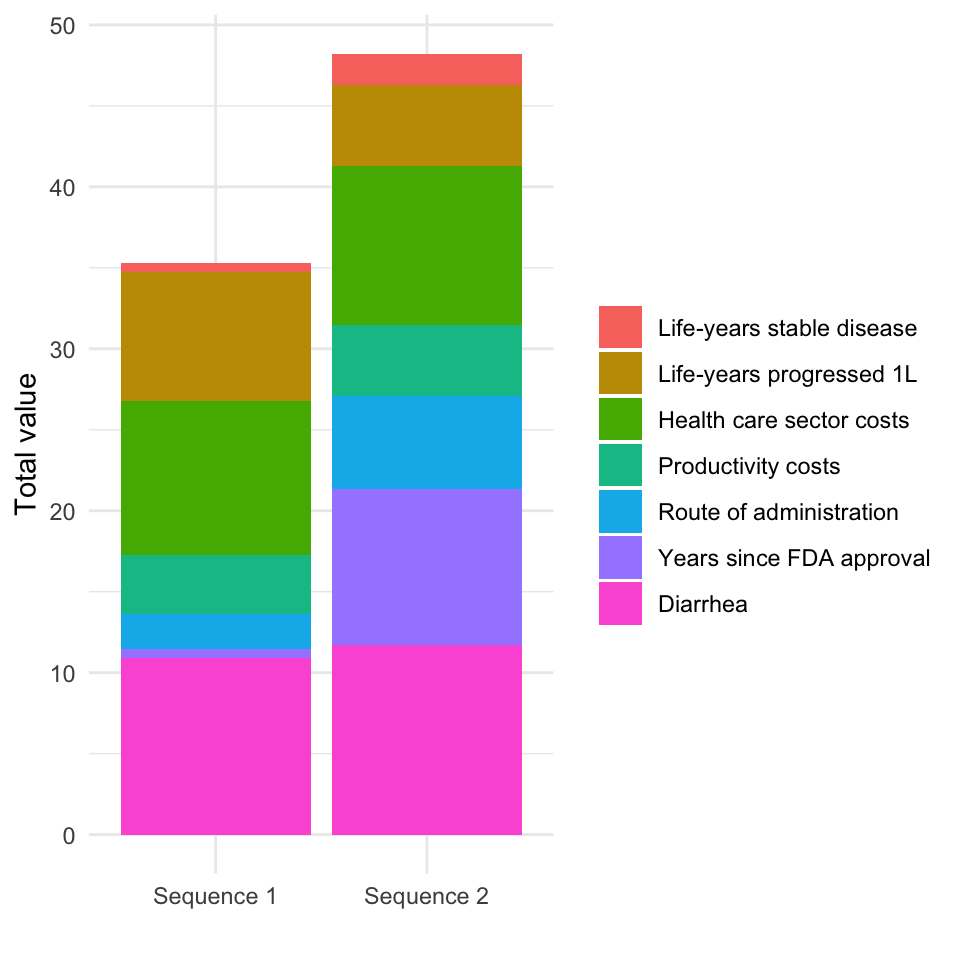 Total value
50
40
30
20
10
0
Sequence 1
Sequence 2
Life-years stable disease
Life-years progressed 1L
Health care sector costs
Productivity costs
Route of administration
Years since FDA approval
Diarrhea